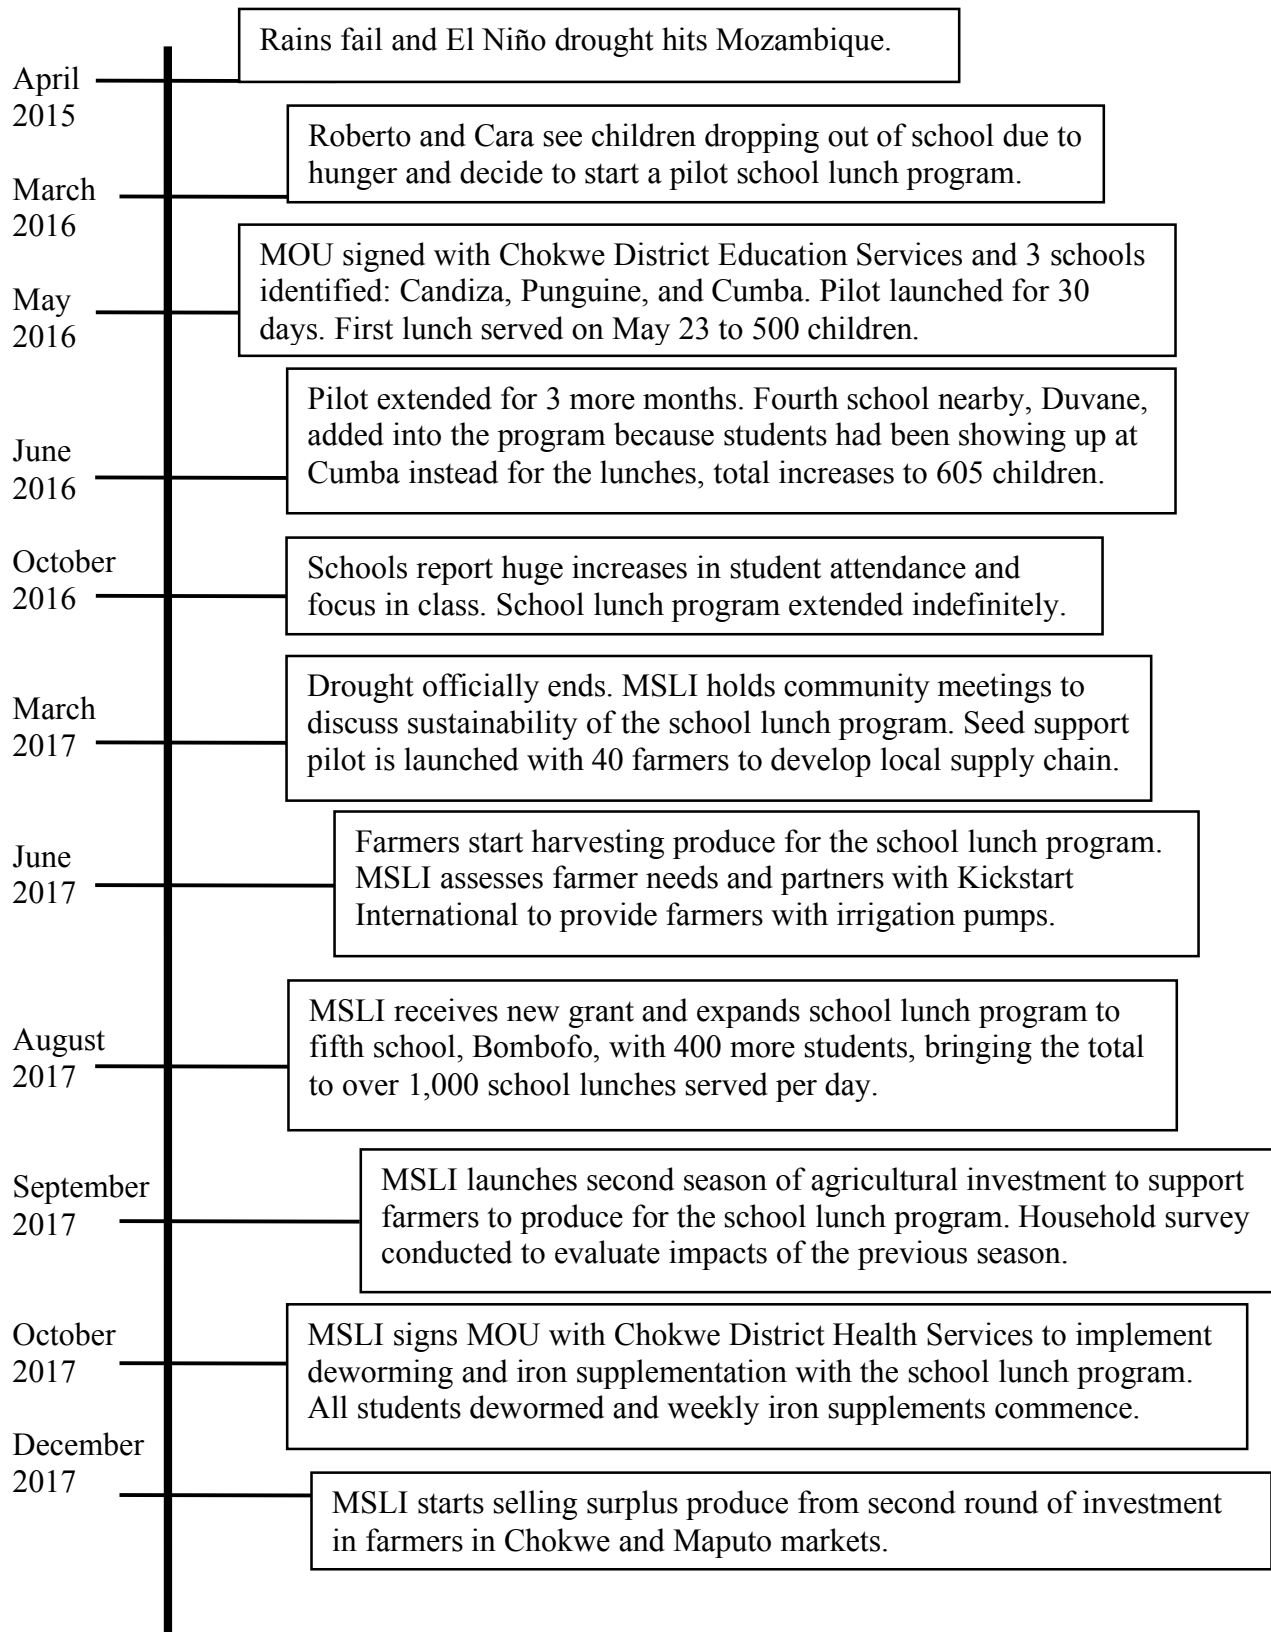 Rains fail and El Niño drought hits Mozambique.
April
2015
Roberto and Cara see children dropping out of school due to
hunger and decide to start a pilot school lunch program.
March
2016
MOU signed with Chokwe District Education Services and 3 schools
identified: Candiza, Punguine, and Cumba. Pilot launched for 30
days. First lunch served on May 23 to 500 children.
May
2016
Pilot extended for 3 more months. Fourth school nearby, Duvane,
added into the program because students had been showing up at
Cumba instead for the lunches, total increases to 605 children.
June
2016
October
2016
Schools report huge increases in student attendance and
focus in class. School lunch program extended indefinitely.
March
2017
Drought officially ends. MSLI holds community meetings to
discuss sustainability of the school lunch program. Seed support
pilot is launched with 40 farmers to develop local supply chain.
June
2017
Farmers start harvesting produce for the school lunch program.
MSLI assesses farmer needs and partners with Kickstart
International to provide farmers with irrigation pumps.
August
2017
MSLI receives new grant and expands school lunch program to
fifth school, Bombofo, with 400 more students, bringing the total
to over 1,000 school lunches served per day.
September
2017
MSLI launches second season of agricultural investment to support
farmers to produce for the school lunch program. Household survey
conducted to evaluate impacts of the previous season.
October
2017
MSLI signs MOU with Chokwe District Health Services to implement
deworming and iron supplementation with the school lunch program.
All students dewormed and weekly iron supplements commence.
December
2017
MSLI starts selling surplus produce from second round of investment
in farmers in Chokwe and Maputo markets.